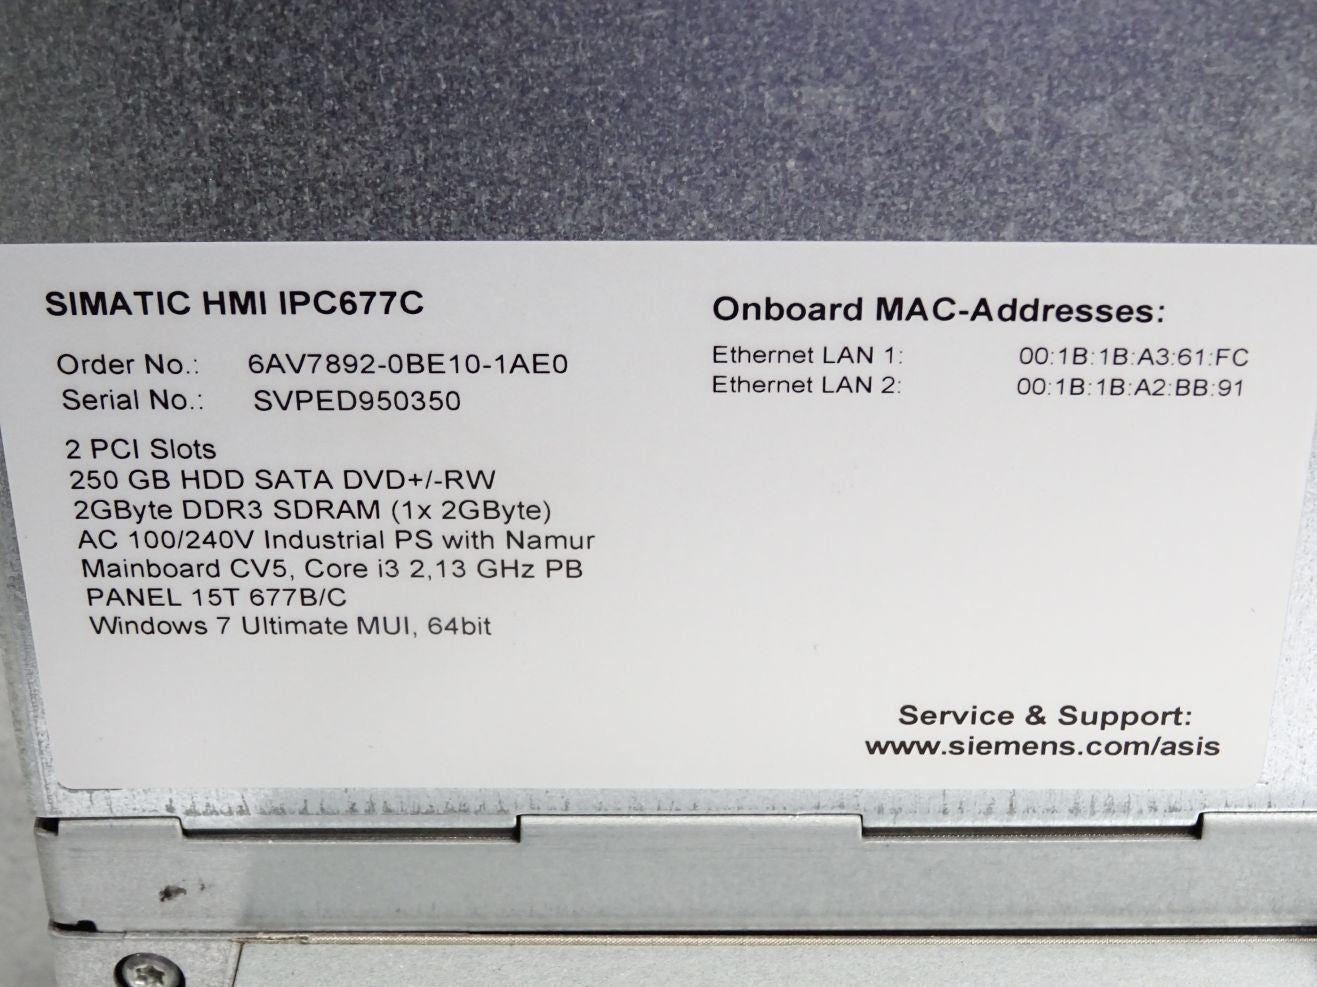 SIMATIC HMI IPC677C
Order No.: 6AV7892-0BE10-1AE0
Serial No.: SVPED950350
2 PCI Slots
250 GB HDD SATA DVD+/-RW
2GByte DDR3 SDRAM (1x 2GByte)
AC 100/240V Industrial PS with Namur
Mainboard CV5, Core i3 2,13 GHz PB
PANEL 15T 677B/C
Windows 7 Ultimate MUI, 64bit
Onboard MAC-Addresses:
Ethernet LAN 1: 00:1B:1B:A3:61:FC
Ethernet LAN 2: 00:1B:1B:A2:BB:91
Service & Support:
www.siemens.com/asis